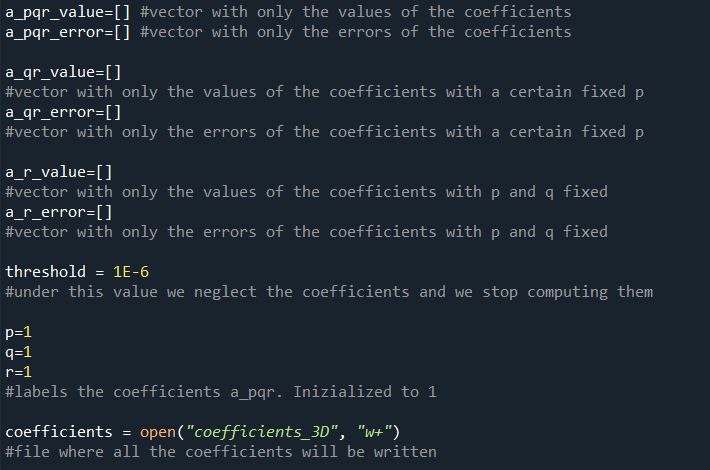 a_pqr_value=[] #vector with only the values of the coefficients
a_pqr_error=[] #vector with only the errors of the coefficients
a_qr_value=[]
#vector with only the values of the coefficients with a certain fixed p
a_qr_error=[]
#vector with only the errors of the coefficients with a certain fixed p
a_r_value=[]
#vector with only the values of the coefficients with p and q fixed
a_r_error=[]
#vector with only the errors of the coefficients with p and q fixed
threshold = 1E-6
#under this value we neglect the coefficients and we stop computing them
p=1
q=1
r=1
#labels the coefficients a_pqr. Inizialized to 1
coefficients = open("coefficients_3D", "w+")
#file where all the coefficients will be written